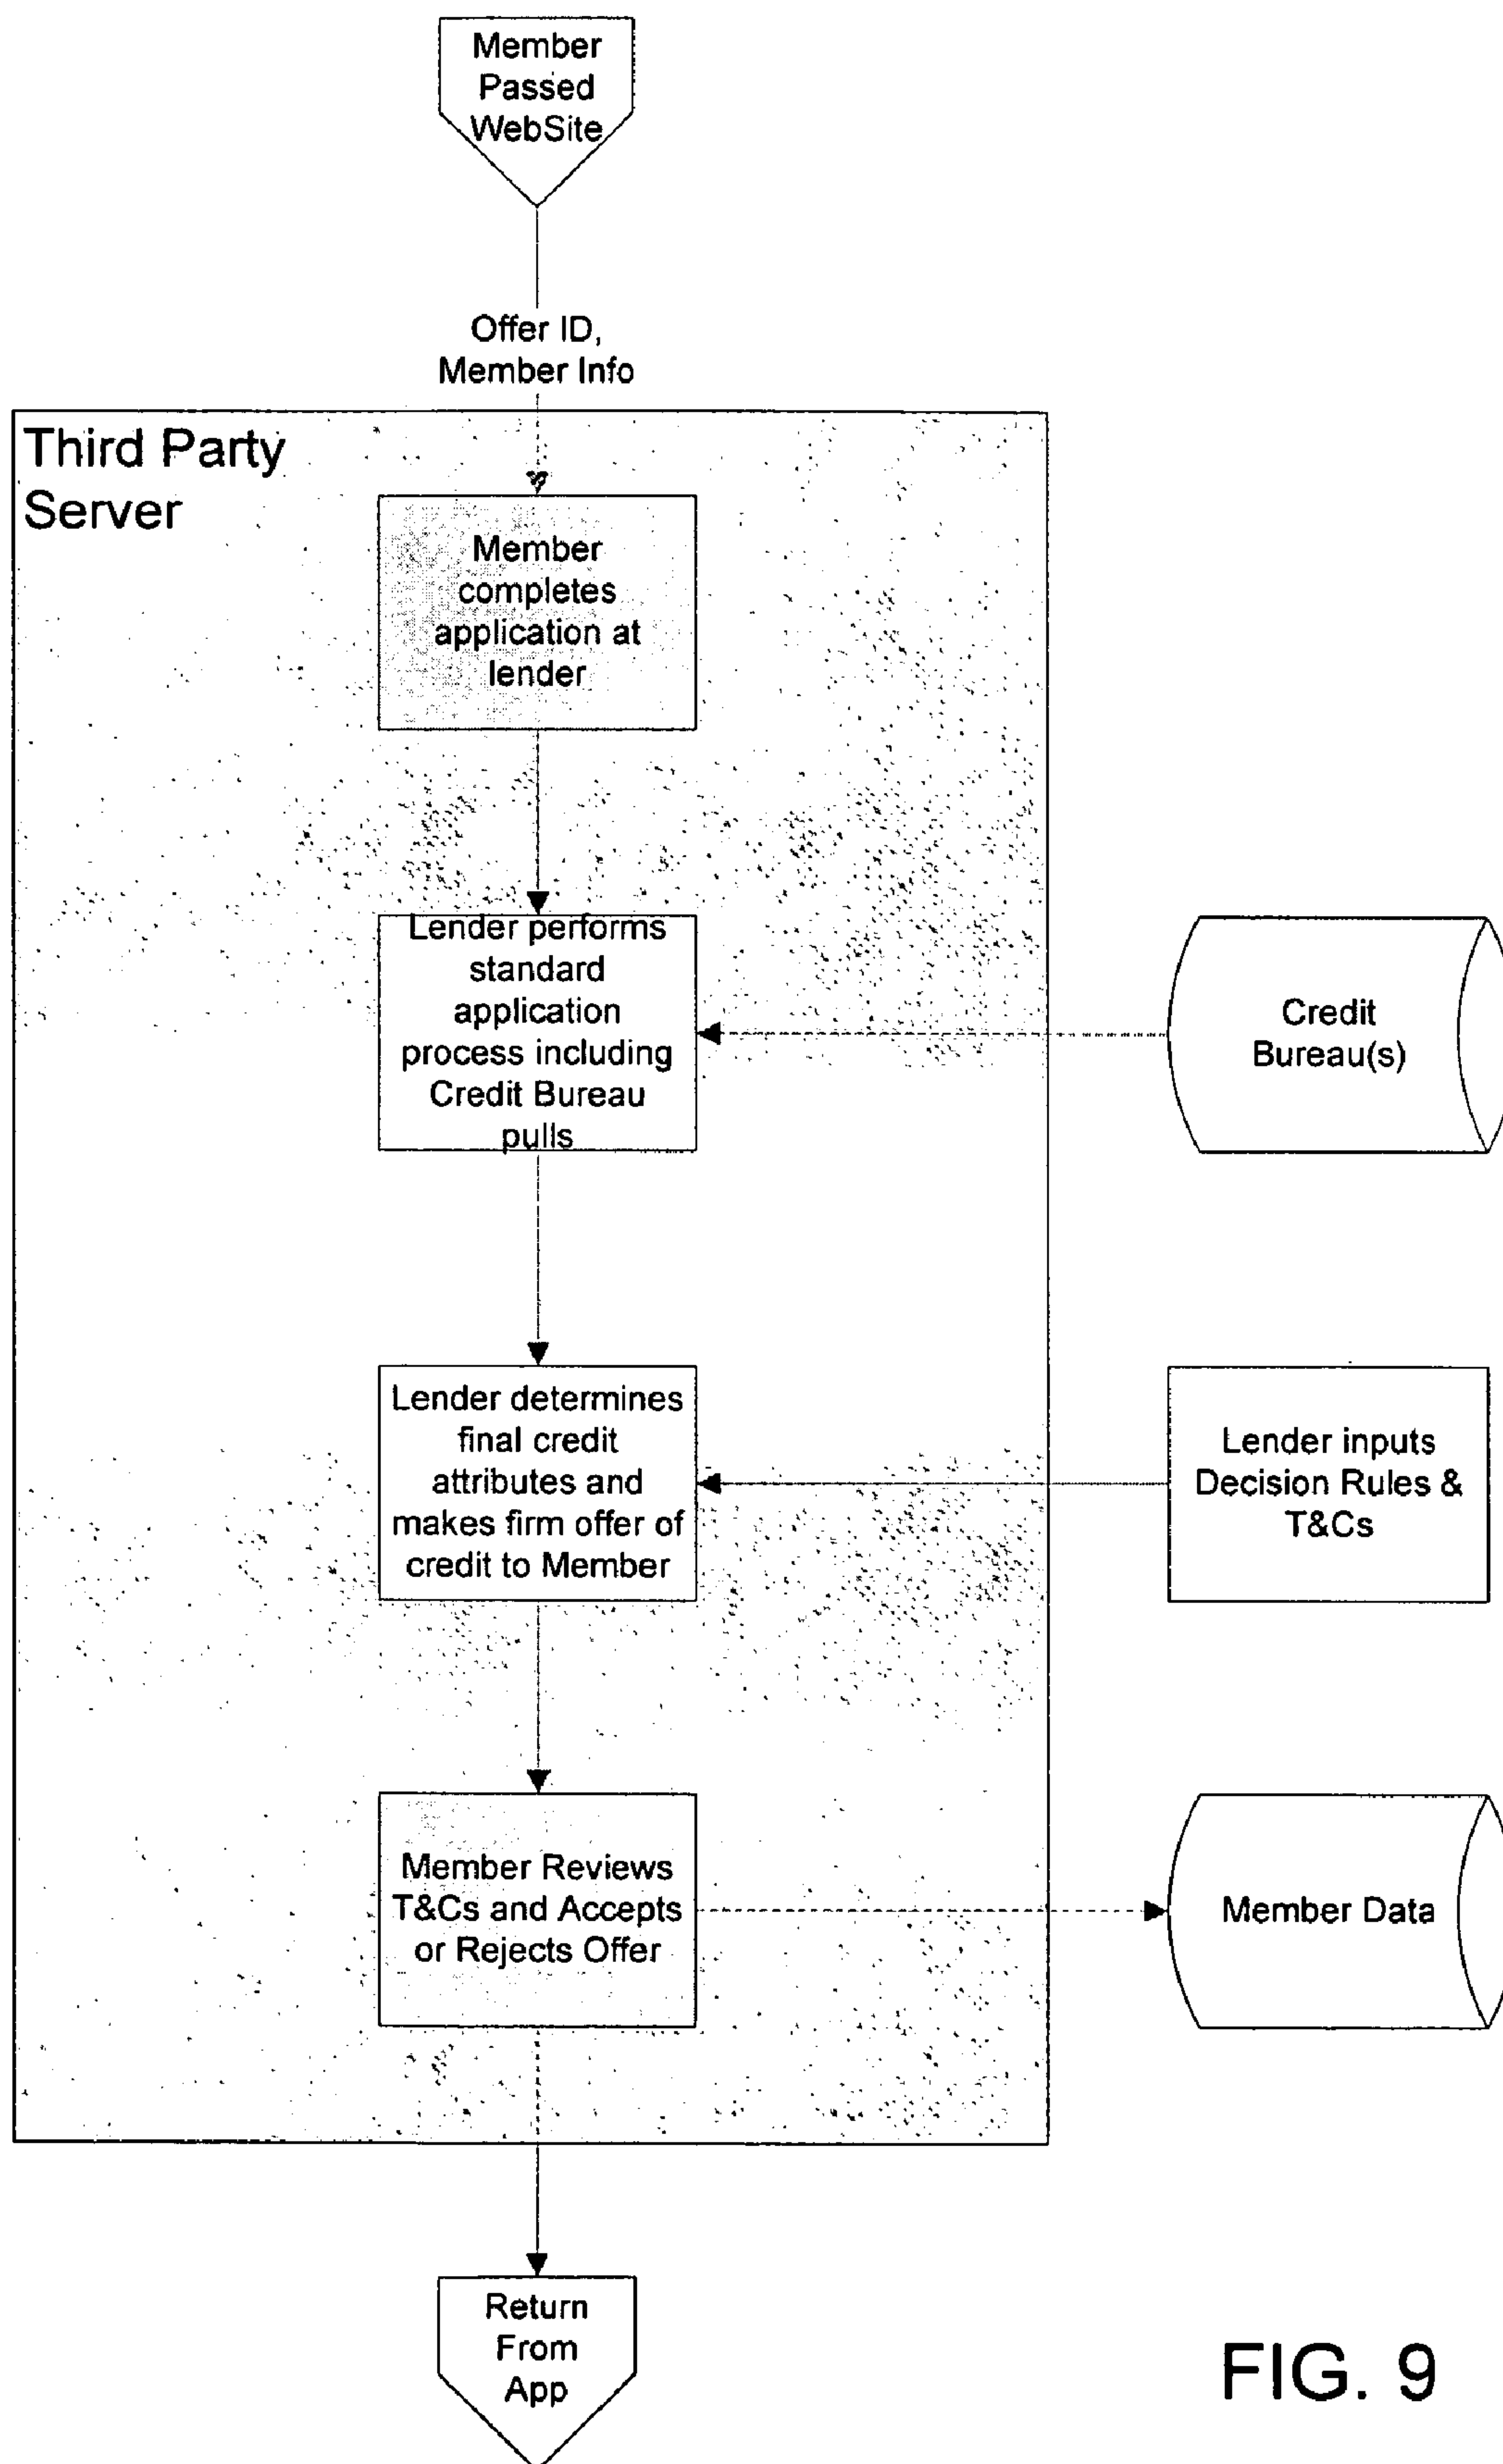 Member
Passed
WebSite
Offer ID,
Member Info
Third Party
Server
Member
completes
application at
lender
Lender performs
standard
application
process including
Credit Bureau
pulls
Credit
Bureau(s)
Lender determines
final credit
attributes and
makes firm offer of
credit to Member
Lender inputs
Decision Rules &
T&Cs
Member Reviews
T&Cs and Accepts
or Rejects Offer
Member Data
Return
From
App
FIG. 9